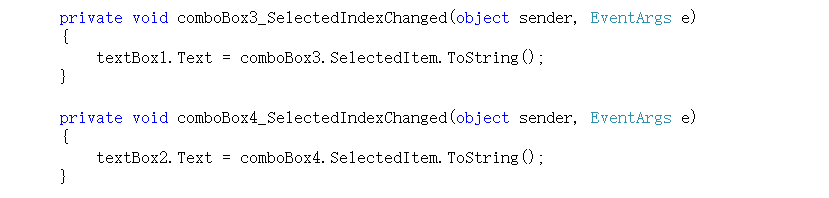 private void comboBox3_SelectedIndexChanged(object sender, EventArgs e)
{
textBox1.Text = comboBox3.SelectedItem.ToString();
}
private void comboBox4_SelectedIndexChanged(object sender, EventArgs e)
{
textBox2.Text = comboBox4.SelectedItem.ToString();
}